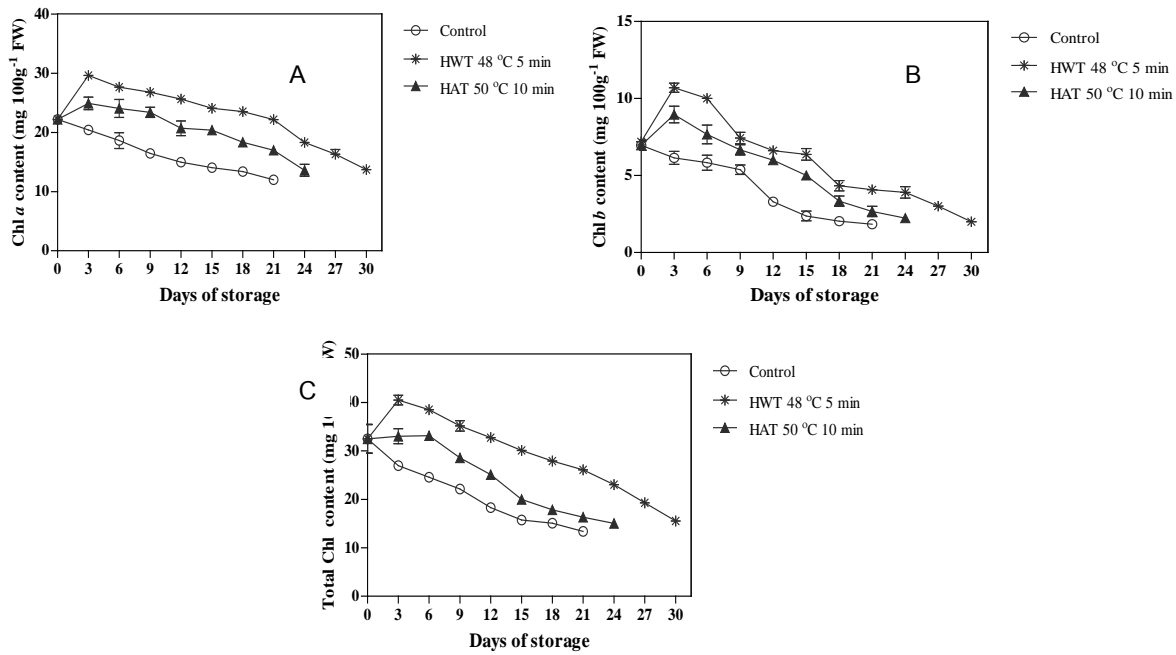 A
Control
HWT 48 °C 5 min
HAT 50 °C 10 min
Chl a content (mg 100g-1 FW)
40
30
20
10
0
0 3 6 9 12 15 18 21 24 27 30
Days of storage
B
Control
HWT 48 °C 5 min
HAT 50 °C 10 min
Chl b content (mg 100g-1 FW)
15
10
5
0
0 3 6 9 12 15 18 21 24 27 30
Days of storage
C
Control
HWT 48 °C 5 min
HAT 50 °C 10 min
Total Chl content (mg
50
30
20
10
0
0 3 6 9 12 15 18 21 24 27 30
Days of storage